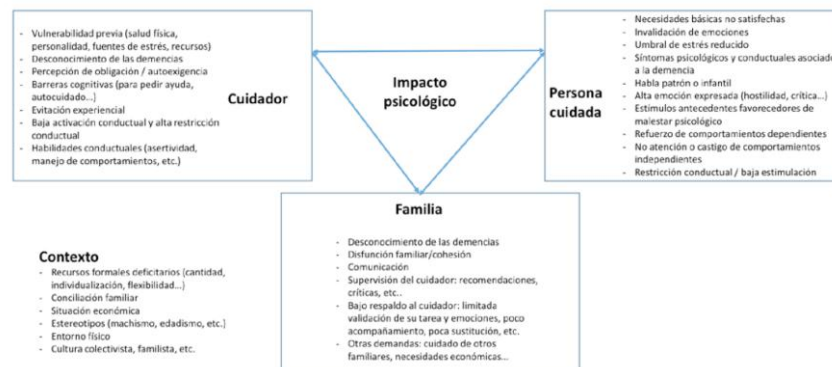 - Vulnerabilidad previa (salud física,
personalidad, fuentes de estrés, recursos)
- Desconocimiento de las demencias
- Percepción de obligación / autoexigencia
- Barreras cognitivas (para pedir ayuda,
autocuidado...)
- Evitación experiencial
- Baja activación conductual y alta restricción
conductual
- Habilidades conductuales (asertividad,
manejo de comportamientos, etc.)
Cuidador
Impacto
psicológico
Persona
cuidada
- Necesidades básicas no satisfechas
- Invalidación de emociones
- Umbral de estrés reducido
- Síntomas psicológicos y conductuales asociad
a la demencia
- Habla patrón o infantil
- Alta emoción expresada (hostilidad, crítica...)
- Estímulos antecedentes favorecedores de
malestar psicológico
- Refuerzo de comportamientos dependientes
- No atención o castigo de comportamientos
independientes
- Restricción conductual / baja estimulación
Familia
- Desconocimiento de las demencias
- Disfunción familiar/cohesión
- Comunicación
- Supervisión del cuidador: recomendaciones,
críticas, etc..
- Bajo respaldo al cuidador: limitada
validación de su tarea y emociones, poco
acompañamiento, poca sustitución, etc.
- Otras demandas: cuidado de otros
familiares, necesidades económicas...
Contexto
- Recursos formales deficitarios (cantidad,
individualización, flexibilidad...)
- Conciliación familiar
- Situación económica
- Estereotipos (machismo, edadismo, etc.)
- Entorno físico
- Cultura colectivista, familista, etc.